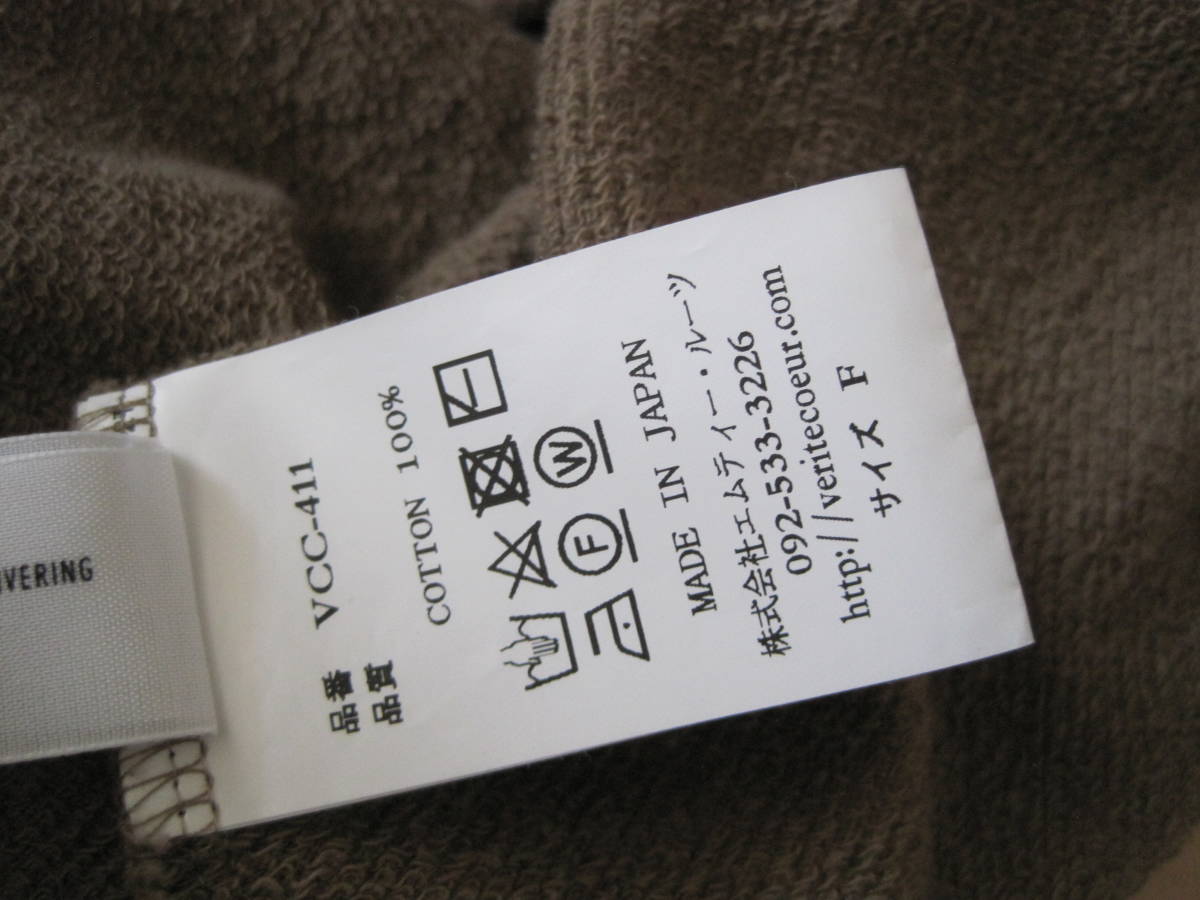 品番 VCC-411
品質 COTTON 100%
W
F
MADE IN JAPAN
株式会社エムティー・ルーツ
092-533-3226
http://veritecoeur.com
サイズ F
VERING